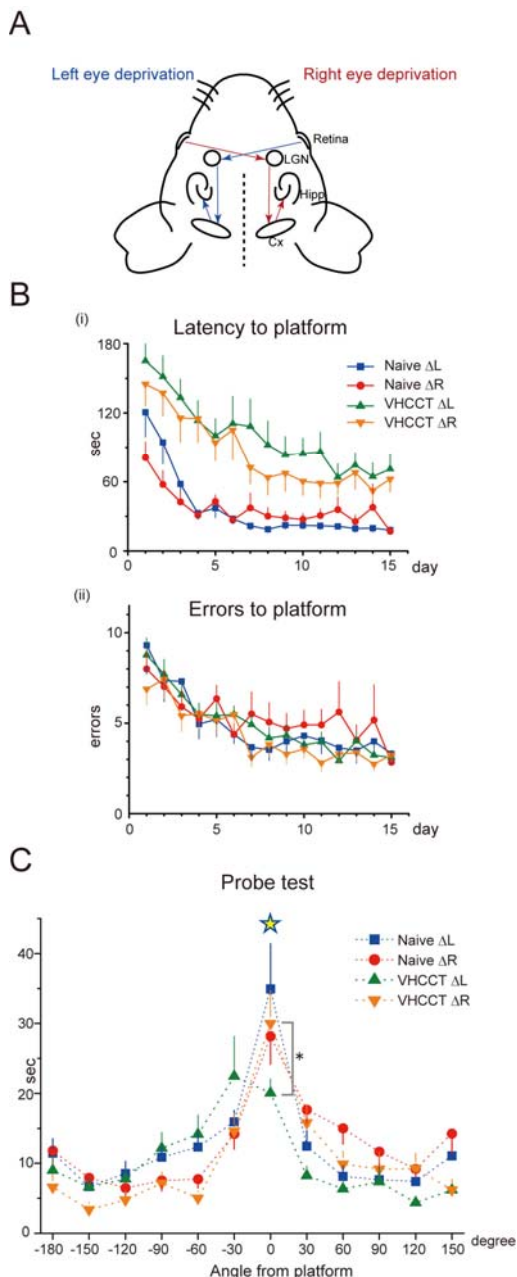 A
Left eye deprivation
Right eye deprivation
Retina
LGN
Hipp
Cx
B
(i)
Latency to platform
180
120
60
0
sec
Naive ΔL
Naive ΔR
VHCCT ΔL
VHCCT ΔR
0 5 10 15 day
(ii)
Errors to platform
10
5
0
errors
0 5 10 15 day
C
Probe test
40
30
20
10
0
sec
*
Naive ΔL
Naive ΔR
VHCCT ΔL
VHCCT ΔR
-180 -150 -120 -90 -60 -30 0 30 60 90 120 150 degree
Angle from platform